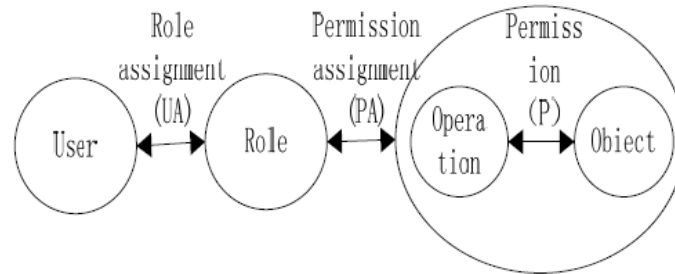 Role
assignment
(UA)
Permission
assignment
(PA)
Permiss
ion
(P)
User
Role
Opera
tion
Obiect